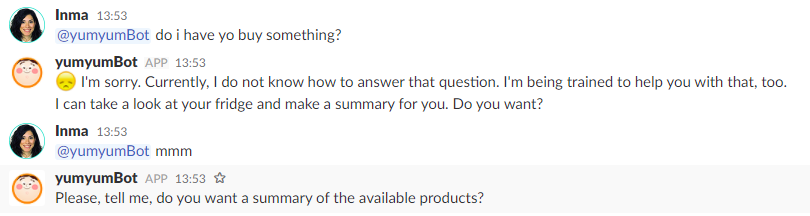 Inma 13:53
@yumyumBot do i have yo buy something?
yumyumBot APP 13:53
I'm sorry. Currently, I do not know how to answer that question. I'm being trained to help you with that, too.
I can take a look at your fridge and make a summary for you. Do you want?
Inma 13:53
@yumyumBot mmm
yumyumBot APP 13:53
Please, tell me, do you want a summary of the available products?